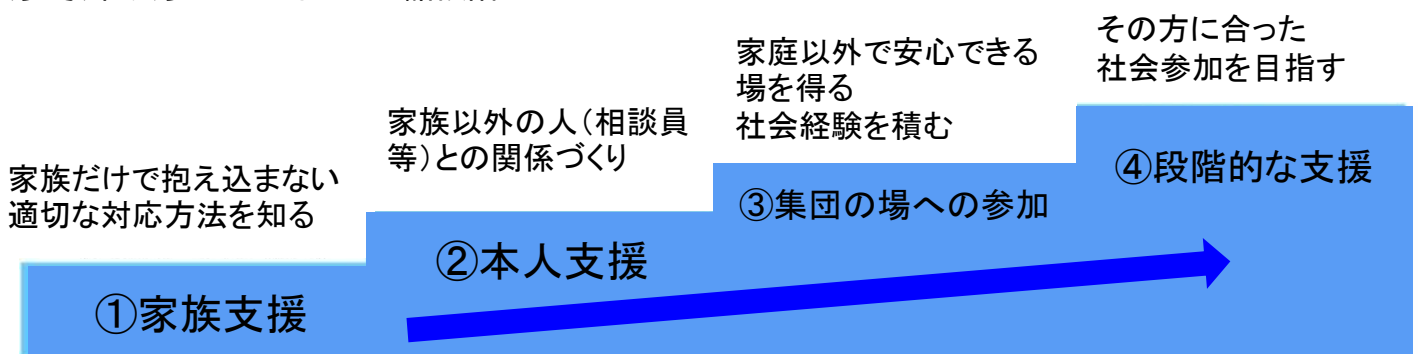 家族だけで抱え込まない
適切な対応方法を知る
①家族支援
家族以外の人（相談員
等）との関係づくり
②本人支援
家庭以外で安心できる
場を得る
社会経験を積む
③集団の場への参加
その方に合った
社会参加を目指す
④段階的な支援